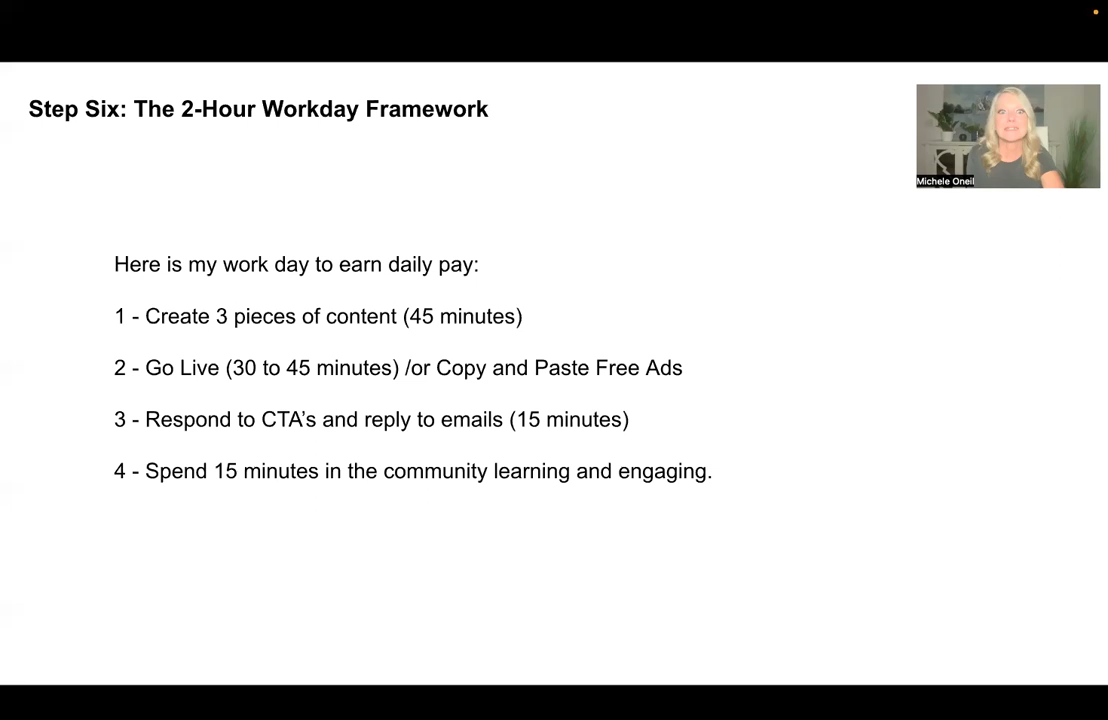 Step Six: The 2-Hour Workday Framework
Michele Oneil
Here is my work day to earn daily pay:
1 - Create 3 pieces of content (45 minutes)
2 - Go Live (30 to 45 minutes) /or Copy and Paste Free Ads
3 - Respond to CTA’s and reply to emails (15 minutes)
4 - Spend 15 minutes in the community learning and engaging.